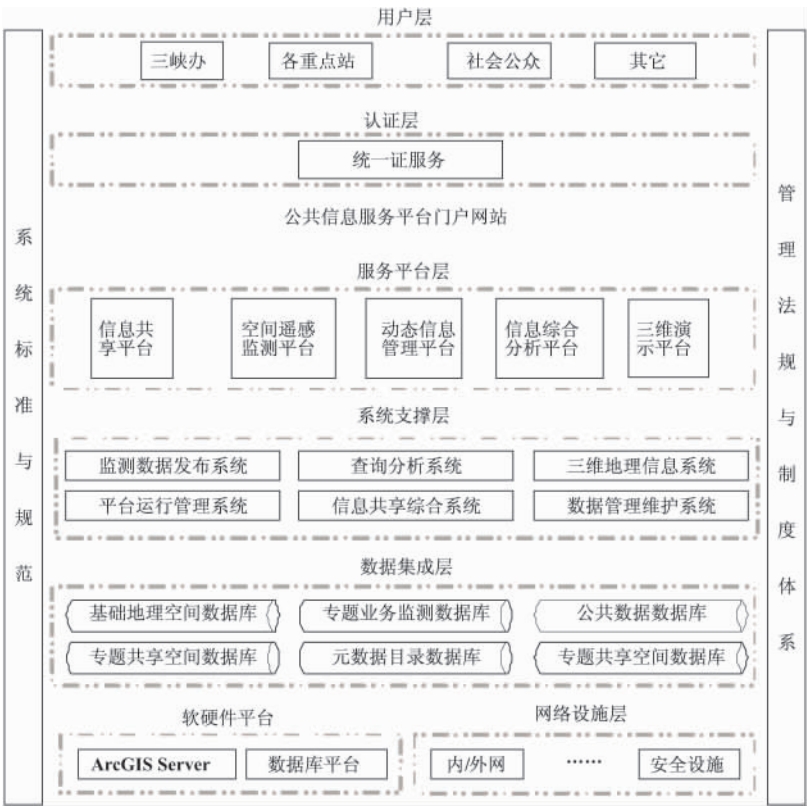 用户层
三峡办
各重点站
社会公众
其它
认证层
统一证服务
公共信息服务平台门户网站
服务平台层
信息共
享平台
空间遥感
监测平台
动态信息
管理平台
信息综合
分析平台
三维演
示平台
系统支撑层
监测数据发布系统
查询分析系统
三维地理信息系统
平台运行管理系统
信息共享综合系统
数据管理维护系统
数据集成层
基础地理空间数据库
专题业务监测数据库
公共数据数据库
专题共享空间数据库
元数据目录数据库
专题共享空间数据库
软硬件平台
网络设施层
ArcGIS Server
数据库平台
内/外网
……
安全设施
系统标准与规范
管理法规与制度体系